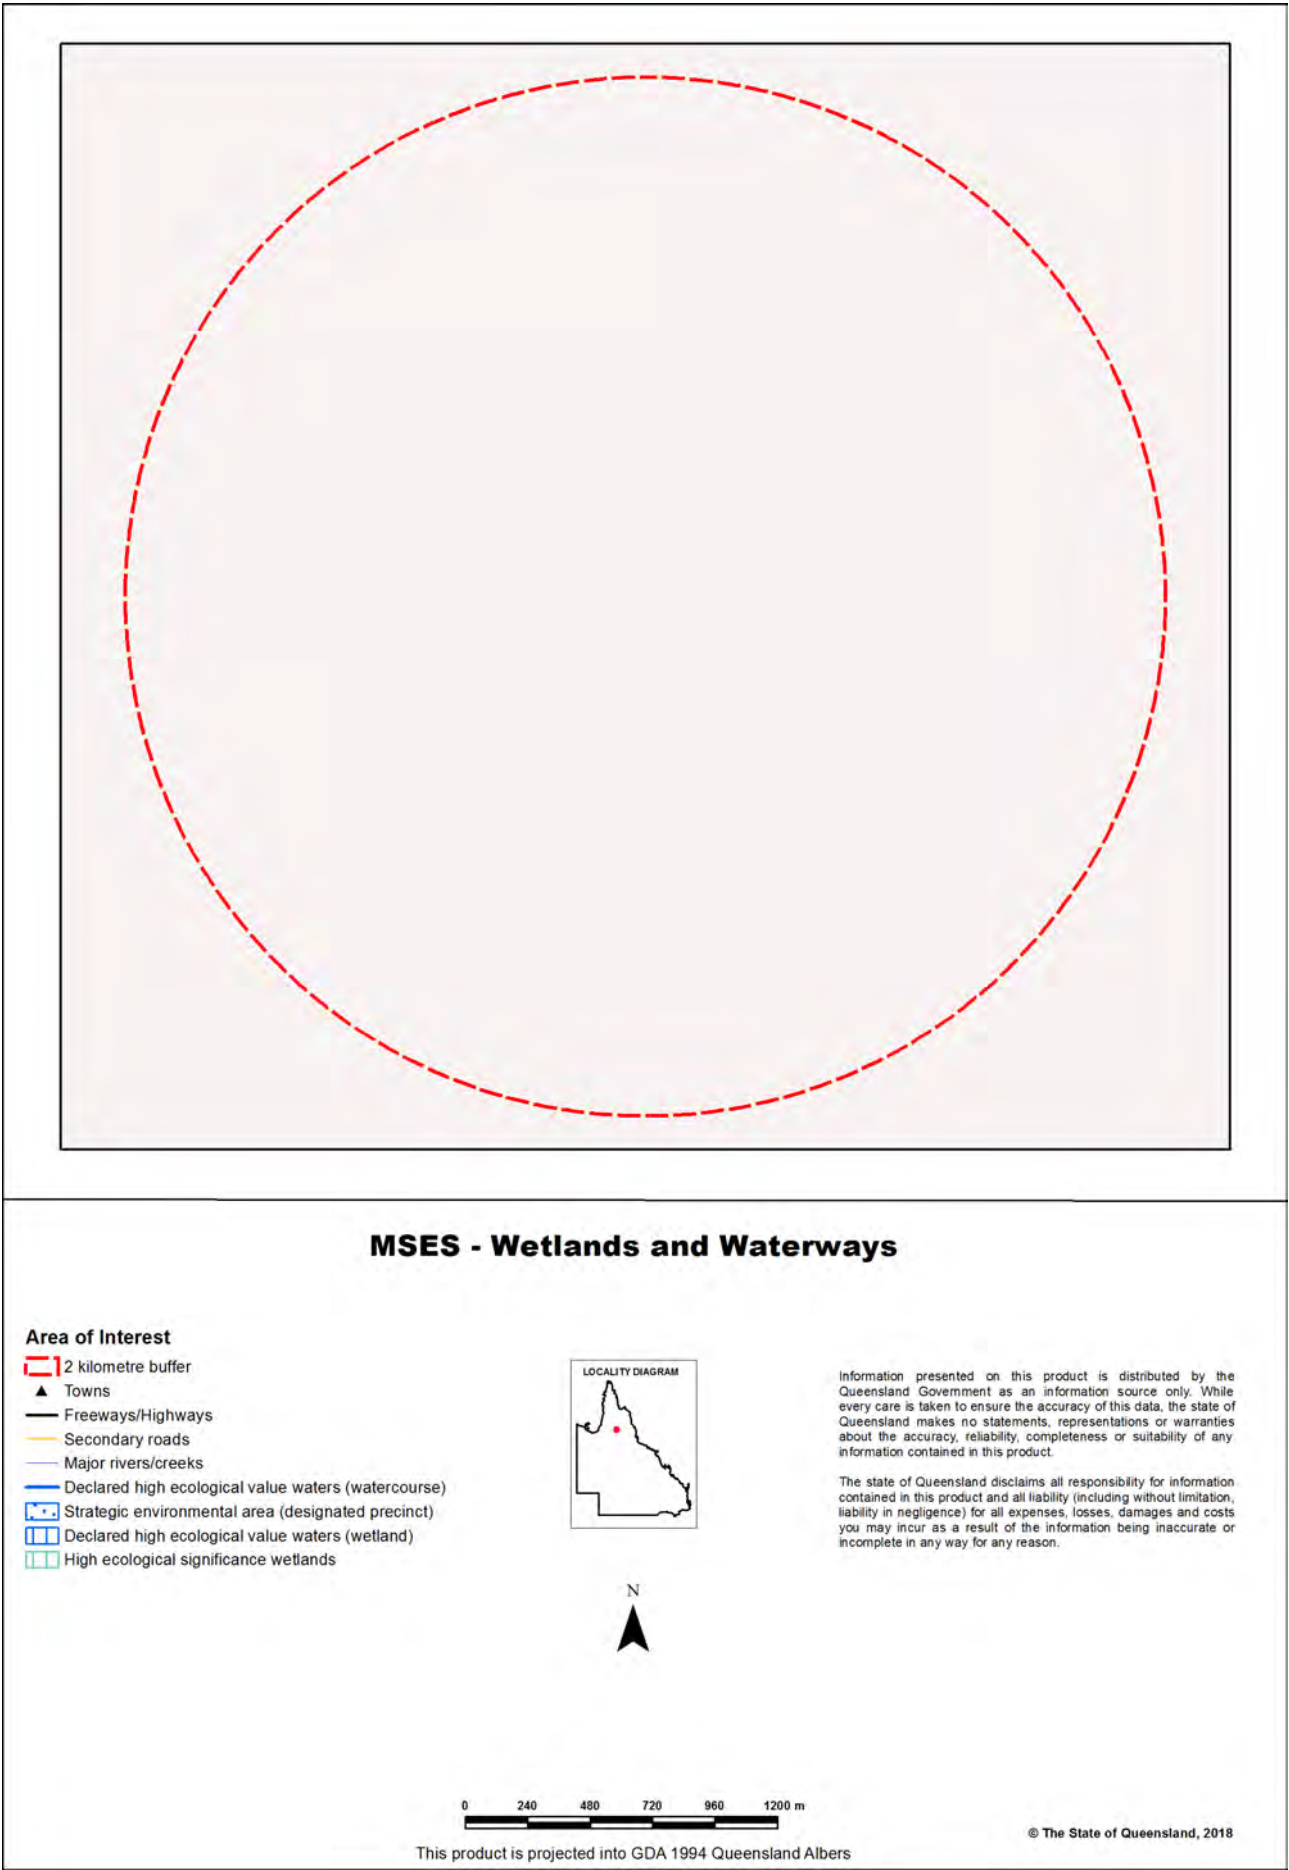 MSES - Wetlands and Waterways
Area of Interest
2 kilometre buffer
Towns
Freeways/Highways
Secondary roads
Major rivers/creeks
Declared high ecological value waters (watercourse)
Strategic environmental area (designated precinct)
Declared high ecological value waters (wetland)
High ecological significance wetlands
LOCALITY DIAGRAM
N
Information presented on this product is distributed by the
Queensland Government as an information source only. While
every care is taken to ensure the accuracy of this data, the state of
Queensland makes no statements, representations or warranties
about the accuracy, reliability, completeness or suitability of any
information contained in this product.
The state of Queensland disclaims all responsibility for information
contained in this product and all liability (including without limitation,
liability in negligence) for all expenses, losses, damages and costs
you may incur as a result of the information being inaccurate or
incomplete in any way for any reason.
0 240 480 720 960 1200 m
This product is projected into GDA 1994 Queensland Albers
© The State of Queensland, 2018